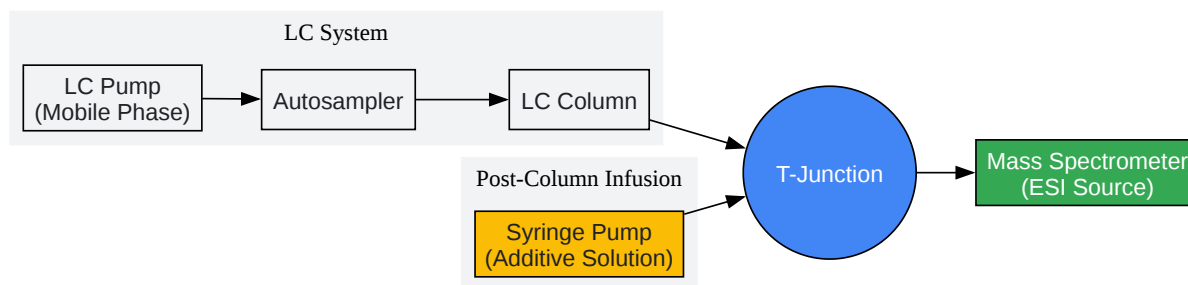 LC System
LC Pump
(Mobile Phase)
Autosampler
LC Column
T-Junction
Mass Spectrometer
(ESI Source)
Post-Column Infusion
Syringe Pump
(Additive Solution)